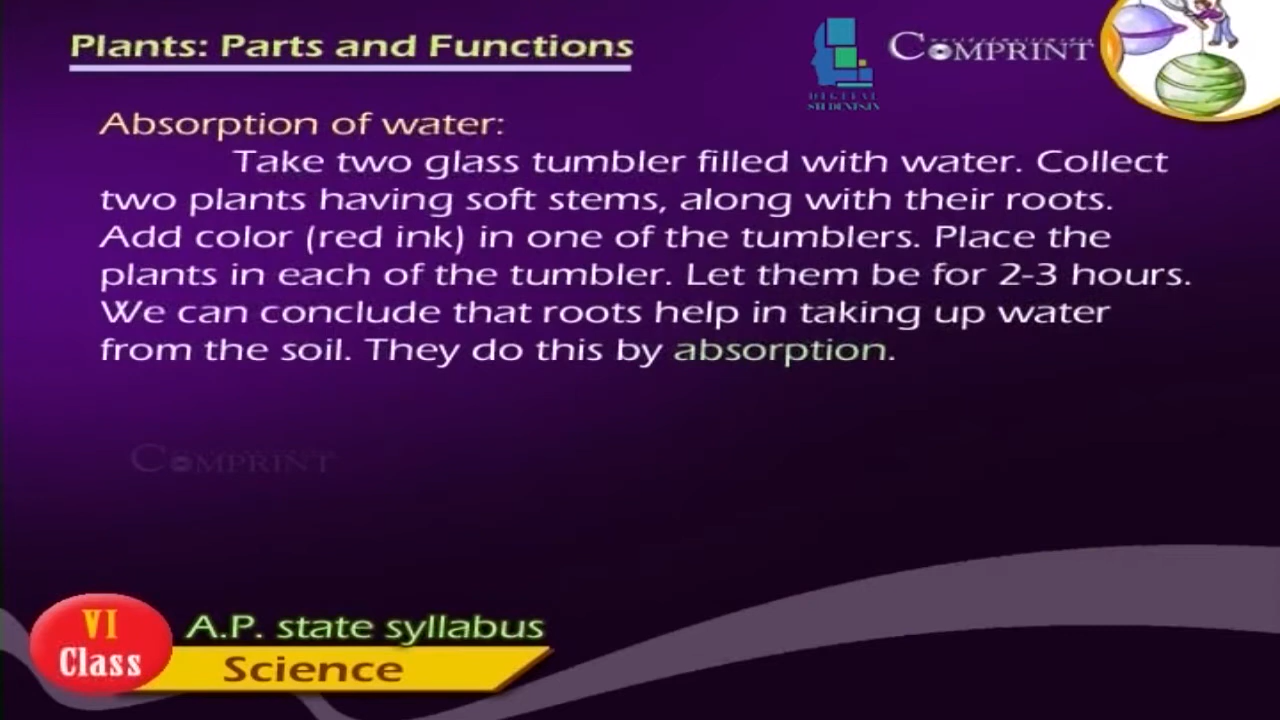 Plants: Parts and Functions
COMPRINT
DIGITAL
STUDENTS.IN
Absorption of water:
Take two glass tumbler filled with water. Collect
two plants having soft stems, along with their roots.
Add color (red ink) in one of the tumblers. Place the
plants in each of the tumbler. Let them be for 2-3 hours.
We can conclude that roots help in taking up water
from the soil. They do this by absorption.
COMPRINT
VI
Class
A.P. state syllabus
Science